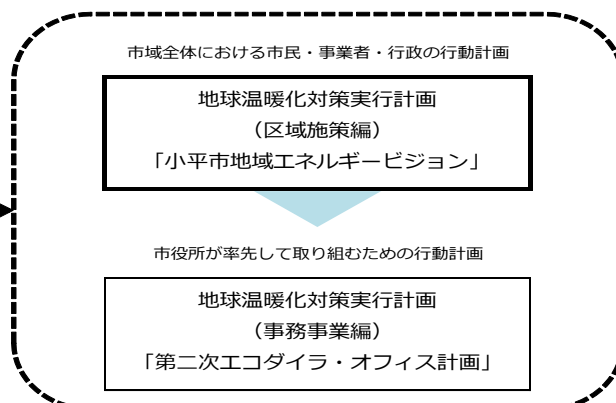 市域全体における市民・事業者・行政の行動計画
地球温暖化対策実行計画
（区域施策編）
「小平市地域エネルギービジョン」
市役所が率先して取り組むための行動計画
地球温暖化対策実行計画
（事務事業編）
「第二次エコダイラ・オフィス計画」